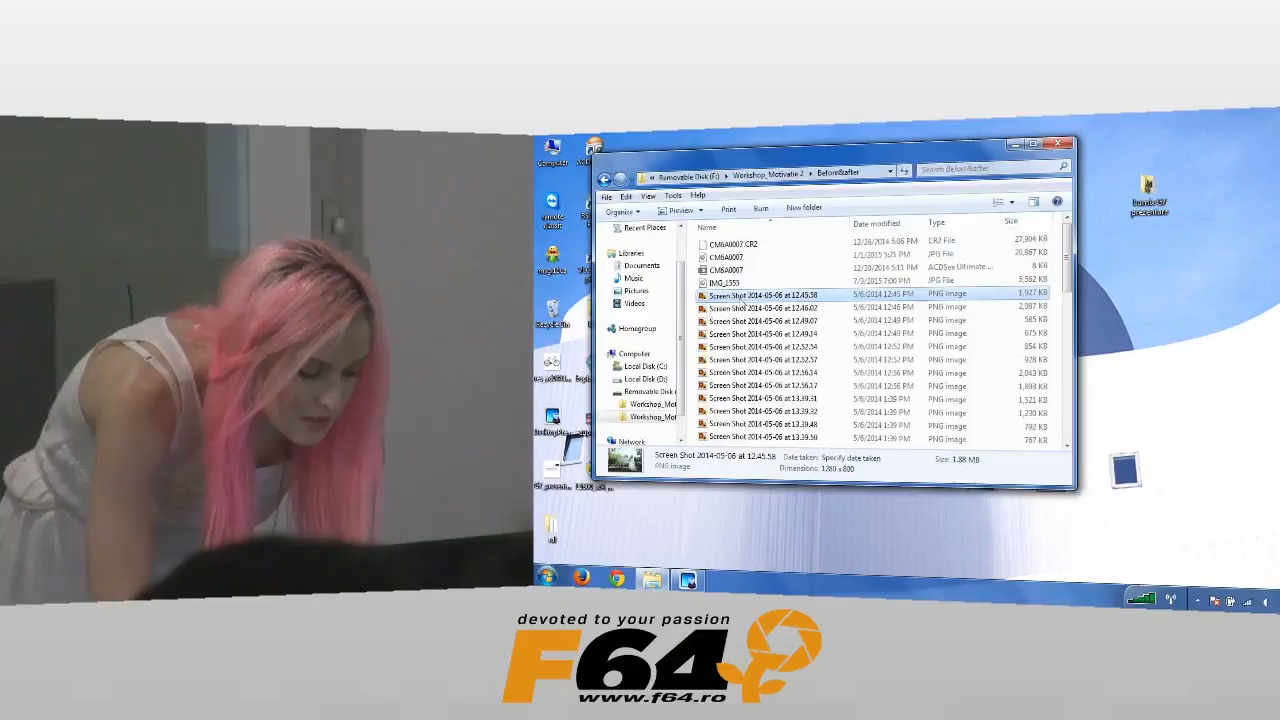 Computer
Recycle Bin
Removable Disk (F:)
Workshop_Motivatie 2
Before&after
Search Before&after
File Edit View Tools Help
Organize Preview Print Burn New folder
Recent Places
Libraries
Documents
Music
Pictures
Videos
Homegroup
Computer
Local Disk (C:)
Local Disk (D:)
Removable Disk
Workshop_Mot
Workshop_Mot
Network
Name Date modified Type Size
CM6A0007.CR2 12/26/2014 5:06 PM CR2 File 27,904 KB
CM6A0007 1/1/2015 5:21 PM JPG File 20,867 KB
CM6A0007 12/30/2014 5:11 PM ACDSee Ultimate ... 8 KB
IMG_1555 7/3/2015 7:00 PM JPG File 5,562 KB
Screen Shot 2014-05-06 at 12.45.58 5/6/2014 12:45 PM PNG image 1,927 KB
Screen Shot 2014-05-06 at 12.46.02 5/6/2014 12:46 PM PNG image 2,087 KB
Screen Shot 2014-05-06 at 12.49.07 5/6/2014 12:49 PM PNG image 585 KB
Screen Shot 2014-05-06 at 12.49.14 5/6/2014 12:49 PM PNG image 675 KB
Screen Shot 2014-05-06 at 12.52.54 5/6/2014 12:52 PM PNG image 854 KB
Screen Shot 2014-05-06 at 12.52.57 5/6/2014 12:52 PM PNG image 928 KB
Screen Shot 2014-05-06 at 12.56.14 5/6/2014 12:56 PM PNG image 2,043 KB
Screen Shot 2014-05-06 at 12.56.17 5/6/2014 12:56 PM PNG image 1,893 KB
Screen Shot 2014-05-06 at 13.39.31 5/6/2014 1:39 PM PNG image 1,521 KB
Screen Shot 2014-05-06 at 13.39.32 5/6/2014 1:39 PM PNG image 1,230 KB
Screen Shot 2014-05-06 at 13.39.48 5/6/2014 1:39 PM PNG image 792 KB
Screen Shot 2014-05-06 at 13.39.50 5/6/2014 1:39 PM PNG image 767 KB
Screen Shot 2014-05-06 at 12.45.58 Date taken: Specify date taken Size: 1.88 MB
PNG image Dimensions: 1280 x 800
devoted to your passion
F64
www.f64.ro